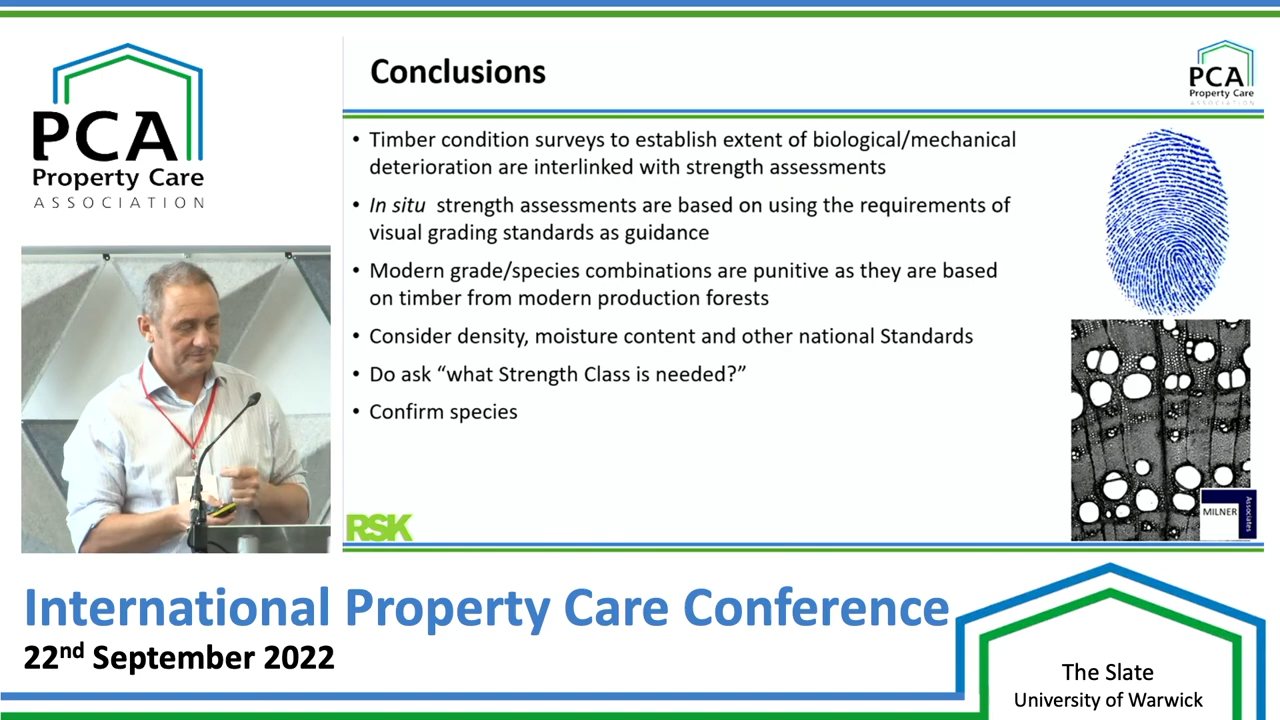 PCA
Property Care
ASSOCIATION
Conclusions
PCA
Property Care
ASSOCIATION
• Timber condition surveys to establish extent of biological/mechanical
deterioration are interlinked with strength assessments
• In situ strength assessments are based on using the requirements of
visual grading standards as guidance
• Modern grade/species combinations are punitive as they are based
on timber from modern production forests
• Consider density, moisture content and other national Standards
• Do ask “what Strength Class is needed?”
• Confirm species
RSK
MILNER
Associates
International Property Care Conference
22nd September 2022
The Slate
University of Warwick